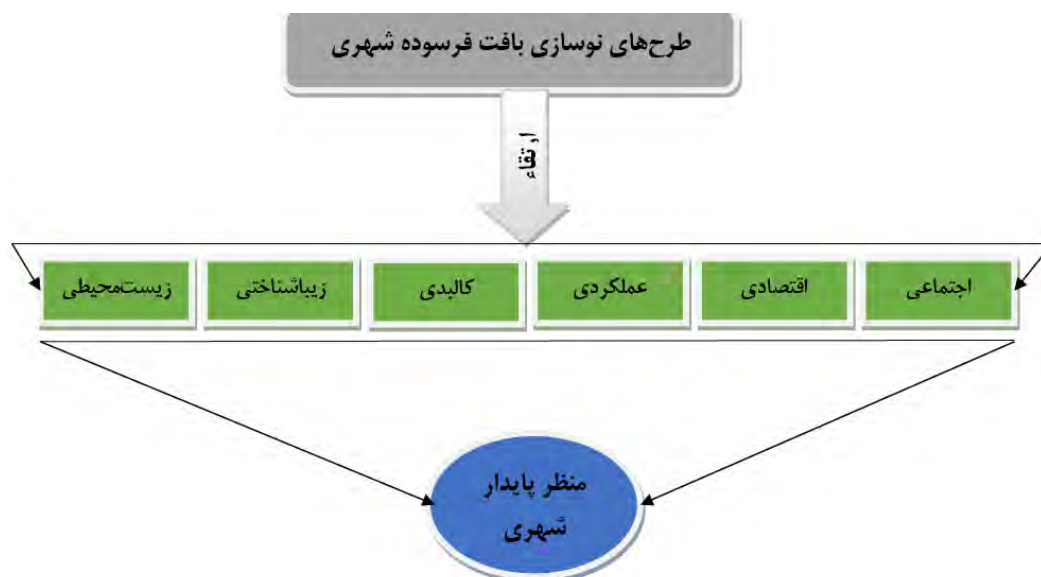 طرح‌های نوسازی بافت فرسوده شهری
ارتقاء
اجتماعی
اقتصادی
عملکردی
کالبدی
زیباشناختی
زیست‌محیطی
منظر پایدار
شهری